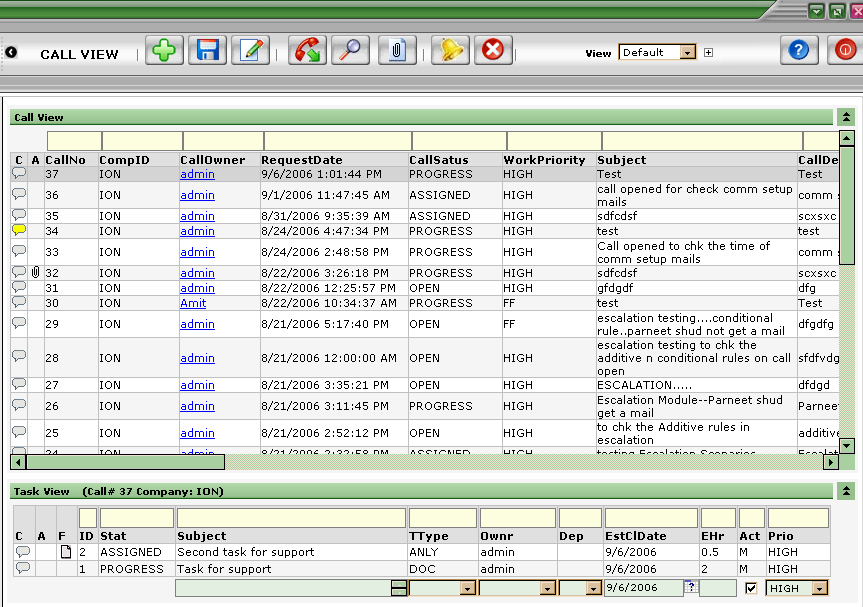 CALL VIEW View Default
Call View
C A CallNo CompID CallOwner RequestDate CallSatus WorkPriority Subject CallDe
37 ION admin 9/6/2006 1:01:44 PM PROGRESS HIGH Test Test
36 ION admin 9/1/2006 11:47:45 AM ASSIGNED HIGH call opened for check comm setup mails comm s
35 ION admin 8/31/2006 9:35:39 AM ASSIGNED HIGH sdfcdsf scxsxc
34 ION admin 8/24/2006 4:47:34 PM PROGRESS HIGH test test
33 ION admin 8/24/2006 2:48:58 PM PROGRESS HIGH Call opened to chk the time of comm setup mails comm s
32 ION admin 8/22/2006 3:26:18 PM PROGRESS HIGH sdfcdsf scxsxc
31 ION admin 8/22/2006 12:25:57 PM OPEN HIGH gfdgdf dfg
30 ION Amit 8/22/2006 10:34:37 AM PROGRESS FF test Test
29 ION admin 8/21/2006 5:17:40 PM OPEN FF escalation testing....conditional rule..parneet shud not get a mail dfgdfg
28 ION admin 8/21/2006 12:00:00 AM OPEN HIGH escalation testing to chk the additive n conditional rules on call open sfdfvdg
27 ION admin 8/21/2006 3:35:21 PM OPEN HIGH ESCALATION..... dfdgd
26 ION admin 8/21/2006 3:11:45 PM PROGRESS HIGH Escalation Module--Parneet shud get a mail Parneet
25 ION admin 8/21/2006 2:52:12 PM OPEN HIGH to chk the Additive rules in escalation additive
24 ION admin 8/21/2006 2:32:58 PM ASSIGNED HIGH testing Escalation Scenarios Escalat
Task View (Call# 37 Company: ION)
C A F ID Stat Subject TType Ownr Dep EstClDate EHr Act Prio
2 ASSIGNED Second task for support ANLY admin 9/6/2006 0.5 M HIGH
1 PROGRESS Task for support DOC admin 9/6/2006 2 M HIGH
9/6/2006 HIGH